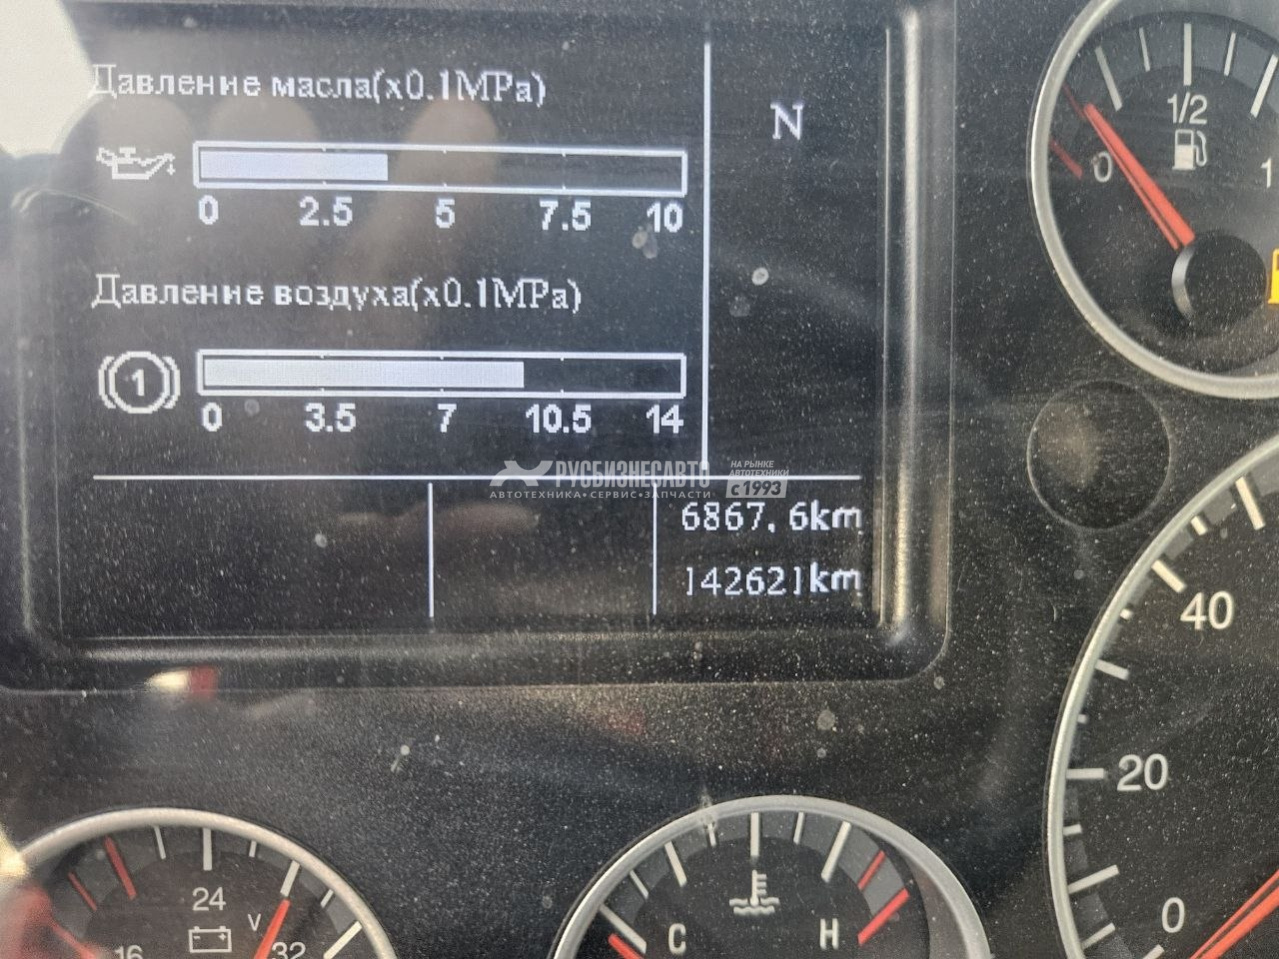 Давление масла(x0.1MPa)
N
0 2.5 5 7.5 10
Давление воздуха(x0.1MPa)
1
0 3.5 7 10.5 14
РУСБИЗНЕСАВТО
АВТОТЕХНИКА•СЕРВИС•ЗАПЧАСТИ
НА РЫНКЕ
АВТОТЕХНИКИ
с 1993
6867.6km
142621km
1/2
0 1
40
20
0
24
V
16 32
C H